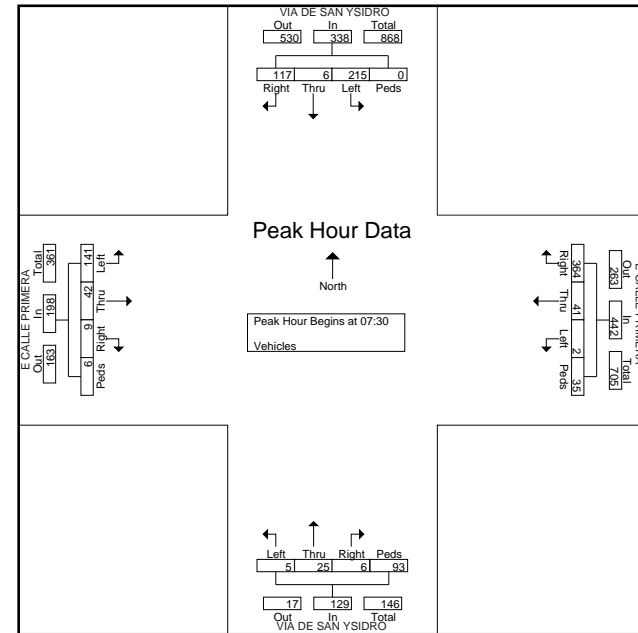 VIA DE SAN YSIDRO
Out In Total
530 338 868
117 6 215 0
Right Thru Left Peds
Peak Hour Data
North
Peak Hour Begins at 07:30
Vehicles
E CALLE PRIMERA
Total In Out
361 198 163
141 42 9 6
Left Thru Right Peds
Right Thru Left Peds
364 41 2 35
263 442 705
Out In Total
E CALLE PRIMERA
Left Thru Right Peds
5 25 6 93
17 129 146
Out In Total
VIA DE SAN YSIDRO